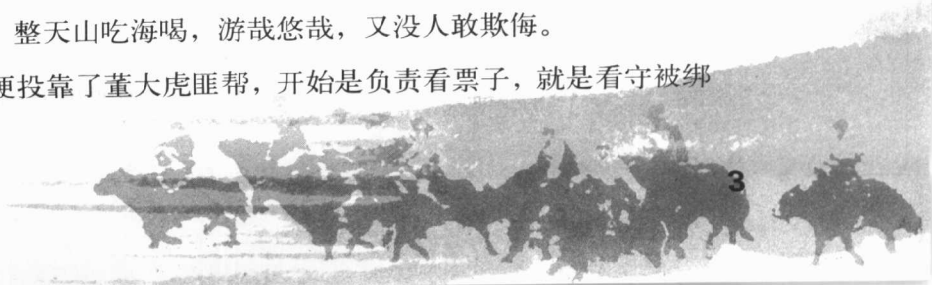 整天山吃海喝，游哉悠哉，又没人敢欺侮。
便投靠了董大虎匪帮，开始是负责看票子，就是看守被绑
3